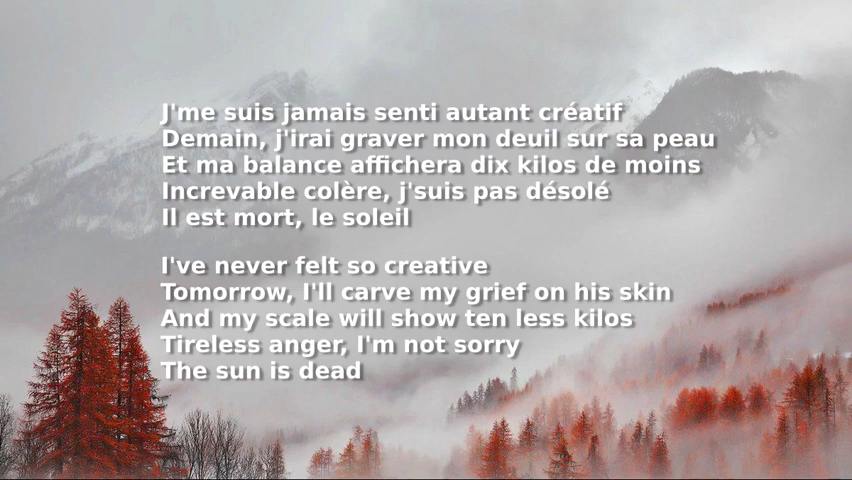 J'me suis jamais senti autant créatif
Demain, j'irai graver mon deuil sur sa peau
Et ma balance affichera dix kilos de moins
Increvable colère, j'suis pas désolé
Il est mort, le soleil
I've never felt so creative
Tomorrow, I'll carve my grief on his skin
And my scale will show ten less kilos
Tireless anger, I'm not sorry
The sun is dead